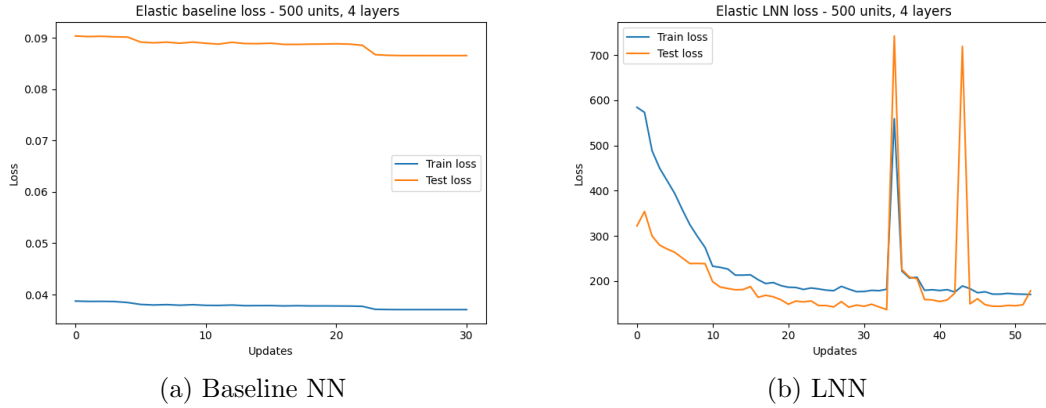 Elastic baseline loss - 500 units, 4 layers
0.09
0.08
0.07
0.06
0.05
0.04
Loss
Train loss
Test loss
0
10
20
30
Updates
(a) Baseline NN
Elastic LNN loss - 500 units, 4 layers
700
600
500
400
300
200
Loss
Train loss
Test loss
0
10
20
30
40
50
Updates
(b) LNN